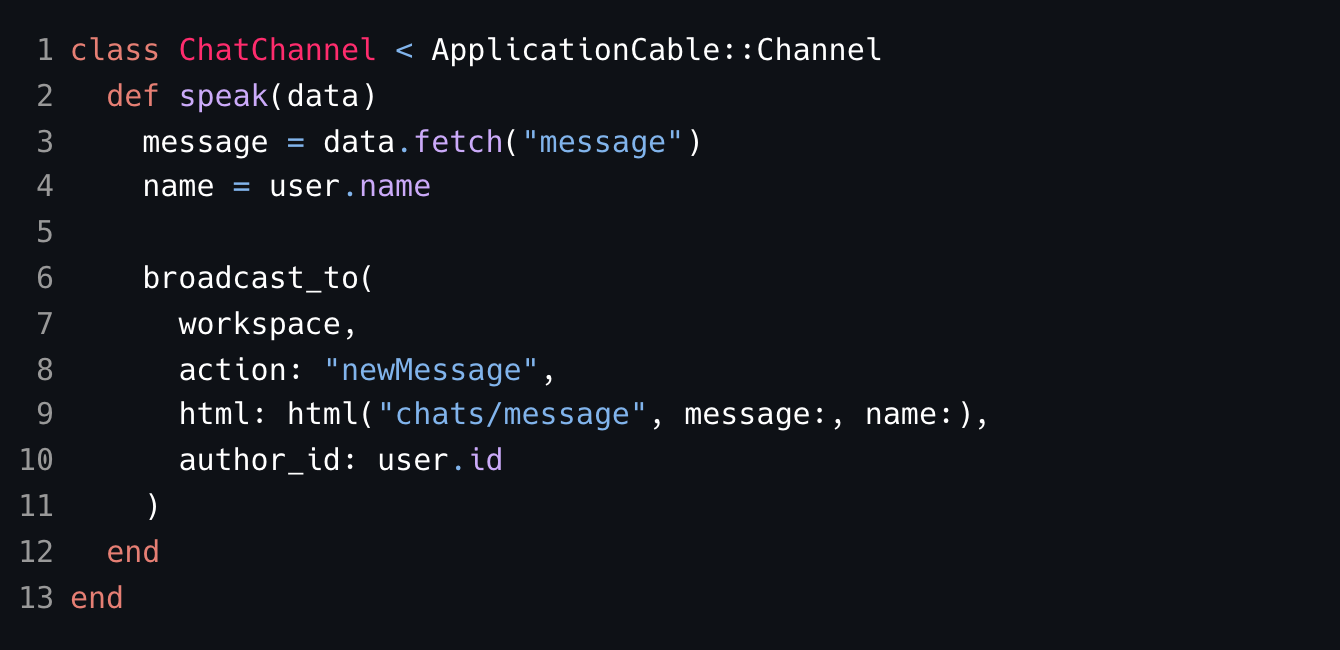 1 class ChatChannel < ApplicationCable::Channel
2   def speak(data)
3     message = data.fetch("message")
4     name = user.name
5
6     broadcast_to(
7       workspace,
8       action: "newMessage",
9       html: html("chats/message", message:, name:),
10       author_id: user.id
11     )
12   end
13 end